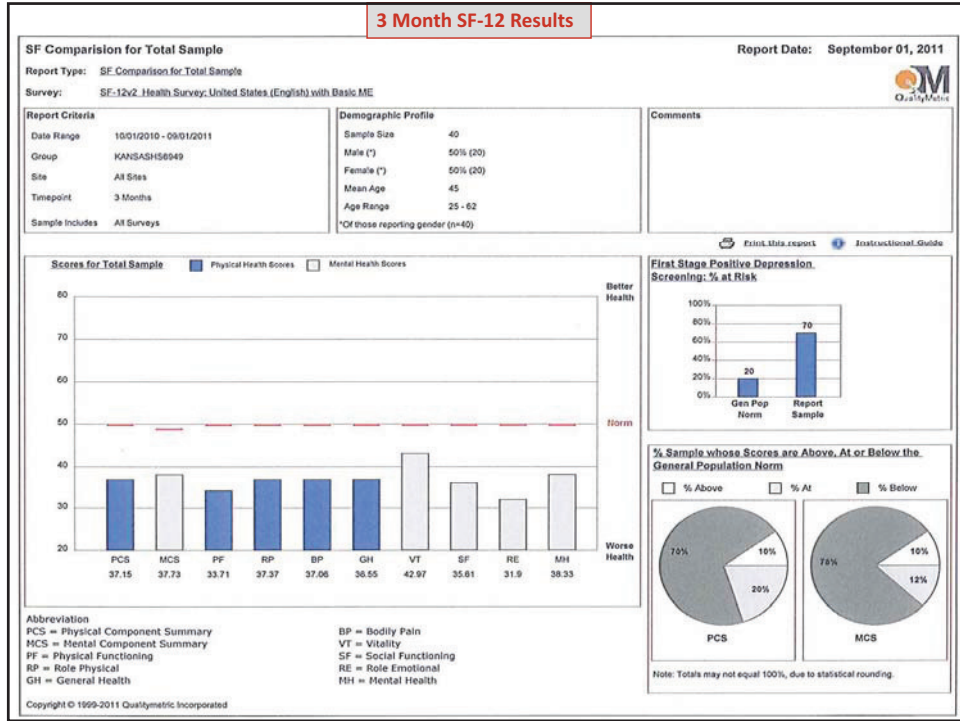 3 Month SF-12 Results
SF Comparision for Total Sample
Report Date: September 01, 2011
Report Type: SF Comparison for Total Sample
Survey: SF-12v2 Health Survey; United States (English) with Basic ME
QM
QualityMetric
Report Criteria
Date Range 10/01/2010 - 09/01/2011
Group KANSASHS6949
Site All Sites
Timepoint 3 Months
Sample Includes All Surveys
Demographic Profile
Sample Size 40
Male (*) 50% (20)
Female (*) 50% (20)
Mean Age 45
Age Range 25 - 62
*Of those reporting gender (n=40)
Comments
Print this report Instructional Guide
Scores for Total Sample Physical Health Scores Mental Health Scores
Better
Health
80
70
60
50 Norm
40
30
20
Worse
Health
PCS MCS PF RP BP GH VT SF RE MH
37.15 37.73 33.71 37.37 37.06 36.55 42.97 35.61 31.9 38.33
First Stage Positive Depression
Screening: % at Risk
100%
80%
60%
40%
20%
0%
20
70
Gen Pop
Norm
Report
Sample
% Sample whose Scores are Above, At or Below the
General Population Norm
% Above % At % Below
70% 10% 20%
PCS
78% 10% 12%
MCS
Note: Totals may not equal 100%, due to statistical rounding.
Abbreviation
PCS = Physical Component Summary
MCS = Mental Component Summary
PF = Physical Functioning
RP = Role Physical
GH = General Health
BP = Bodily Pain
VT = Vitality
SF = Social Functioning
RE = Role Emotional
MH = Mental Health
Copyright © 1999-2011 Qualitymetric Incorporated